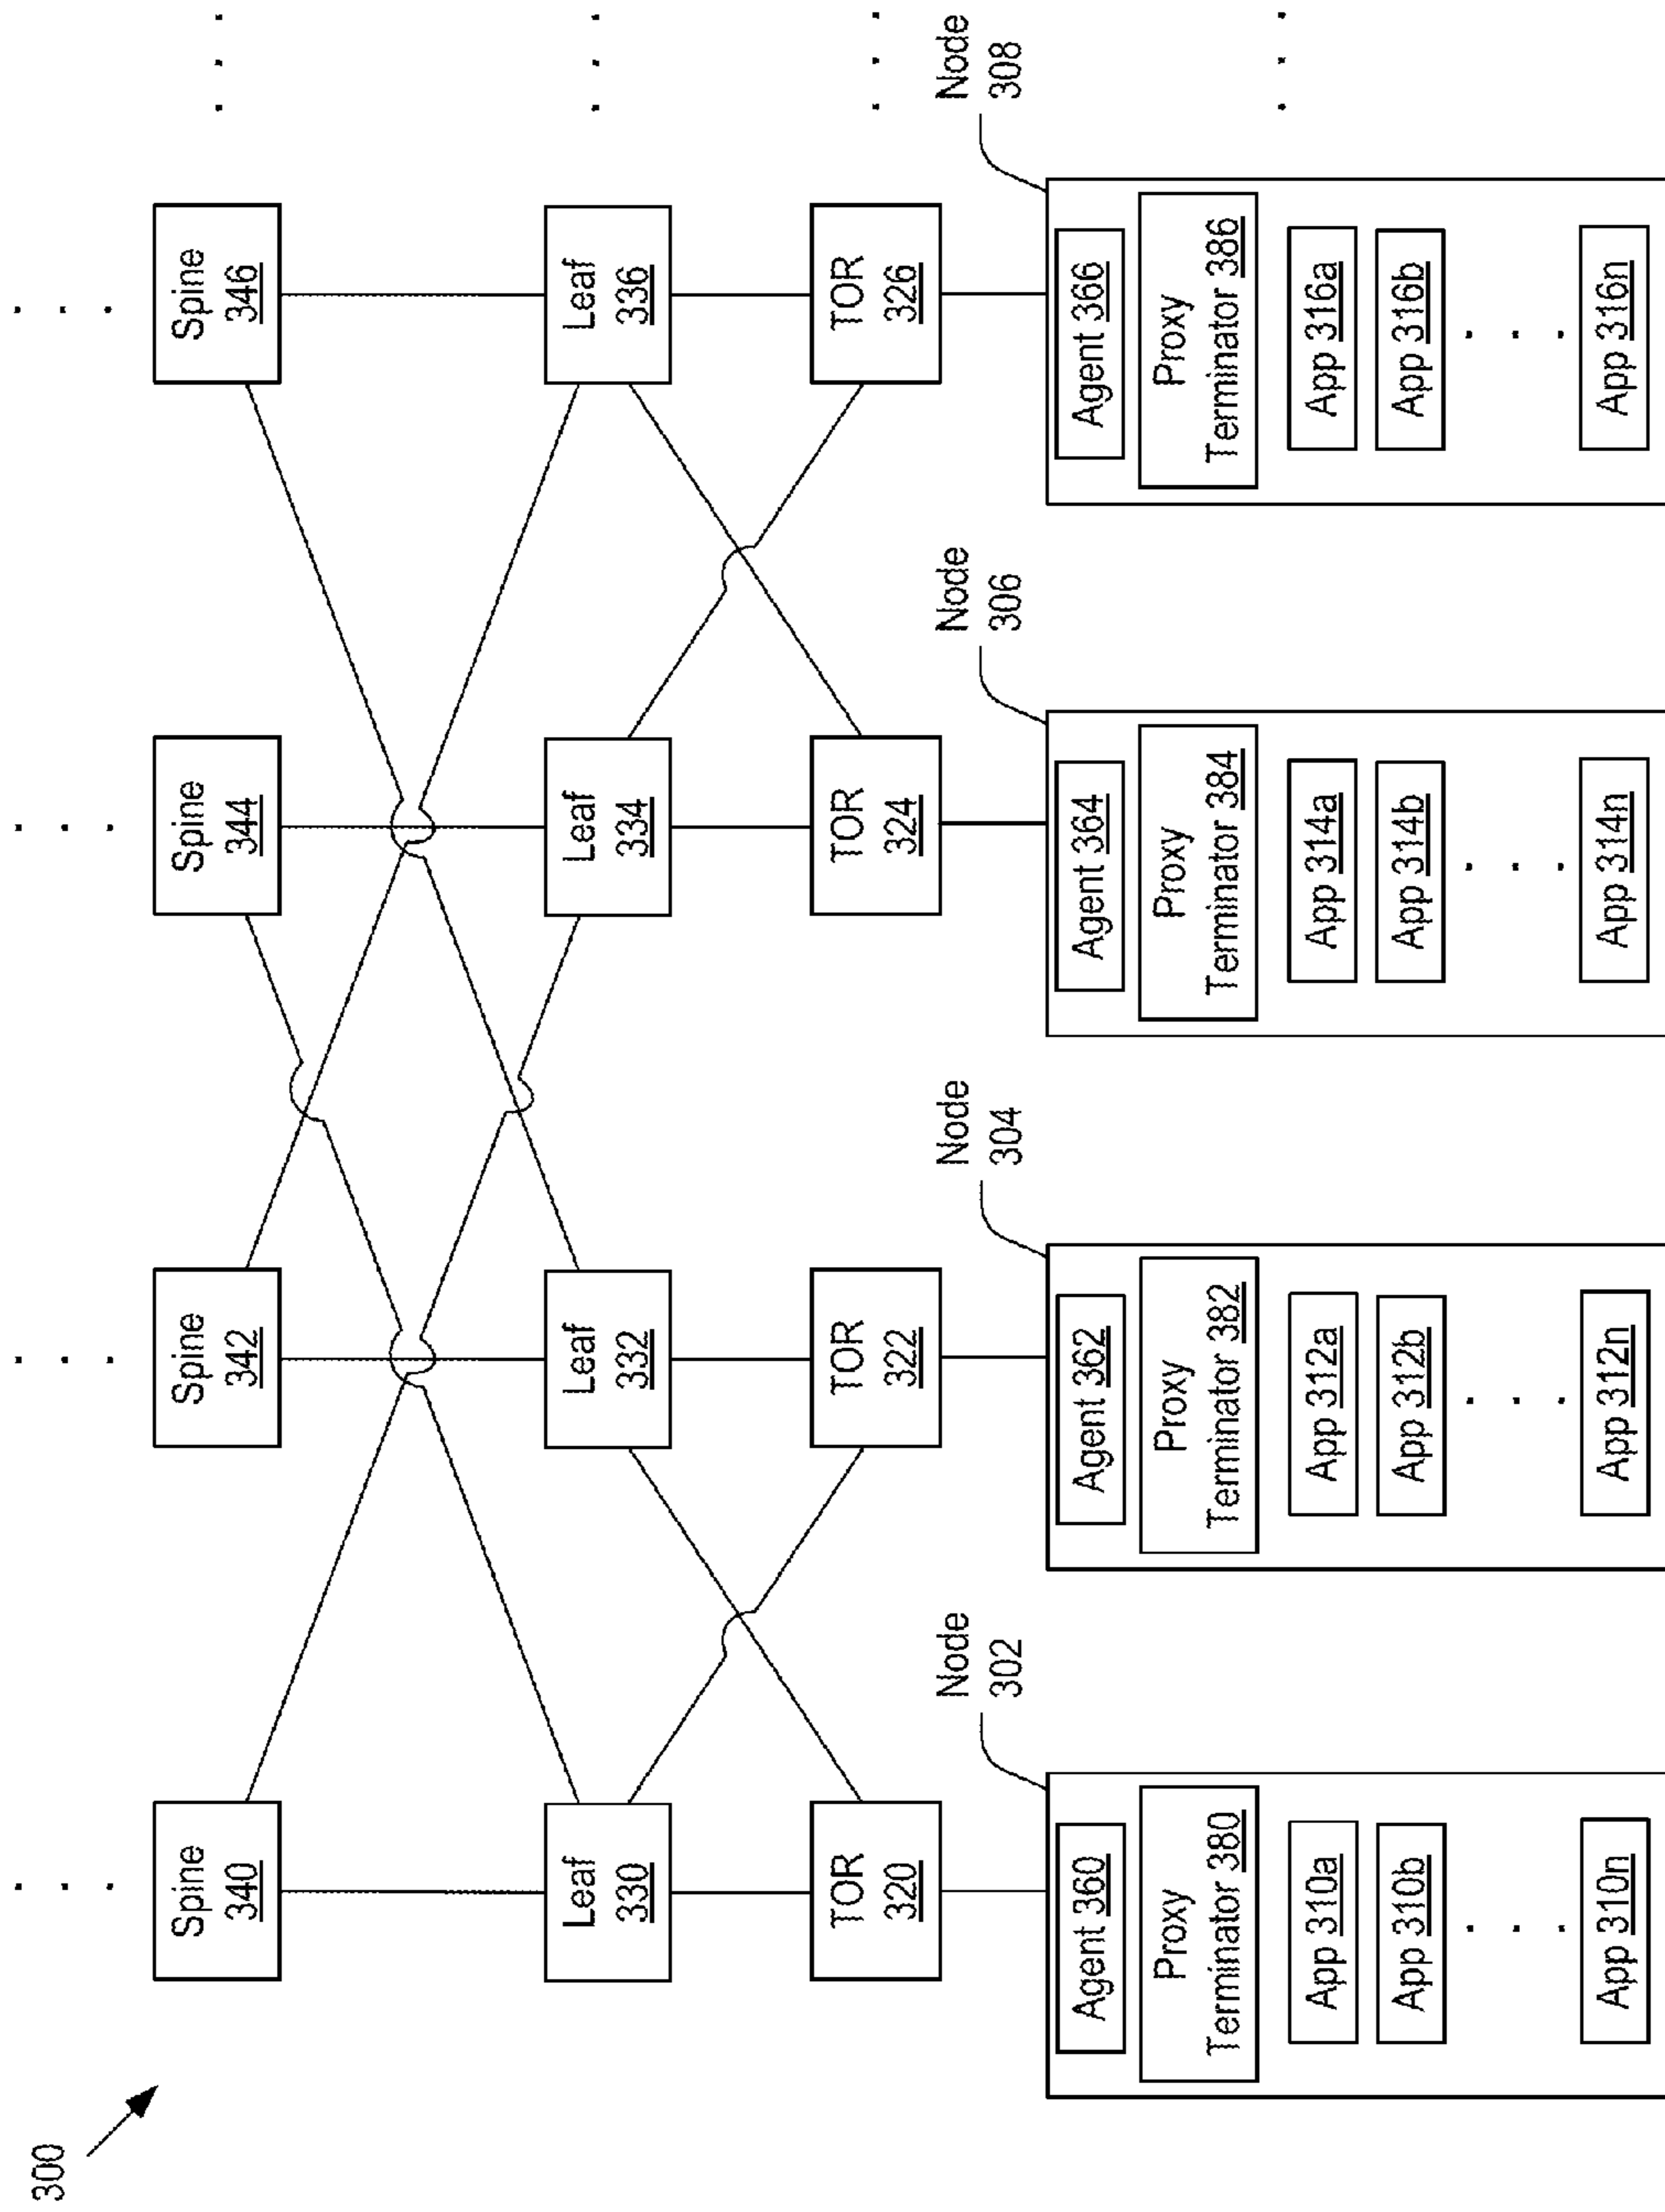 300
. . .
. . .
. . .
. . .
Spine
340
Spine
342
Spine
344
Spine
346
. . .
Leaf
330
Leaf
332
Leaf
334
Leaf
336
. . .
TOR
320
TOR
322
TOR
324
TOR
326
. . .
Node
302
Node
304
Node
306
Node
308
Agent 360
Proxy
Terminator 380
App 310a
App 310b
. . .
App 310n
Agent 362
Proxy
Terminator 382
App 312a
App 312b
. . .
App 312n
Agent 364
Proxy
Terminator 384
App 314a
App 314b
. . .
App 314n
Agent 366
Proxy
Terminator 386
App 316a
App 316b
. . .
App 316n
. . .